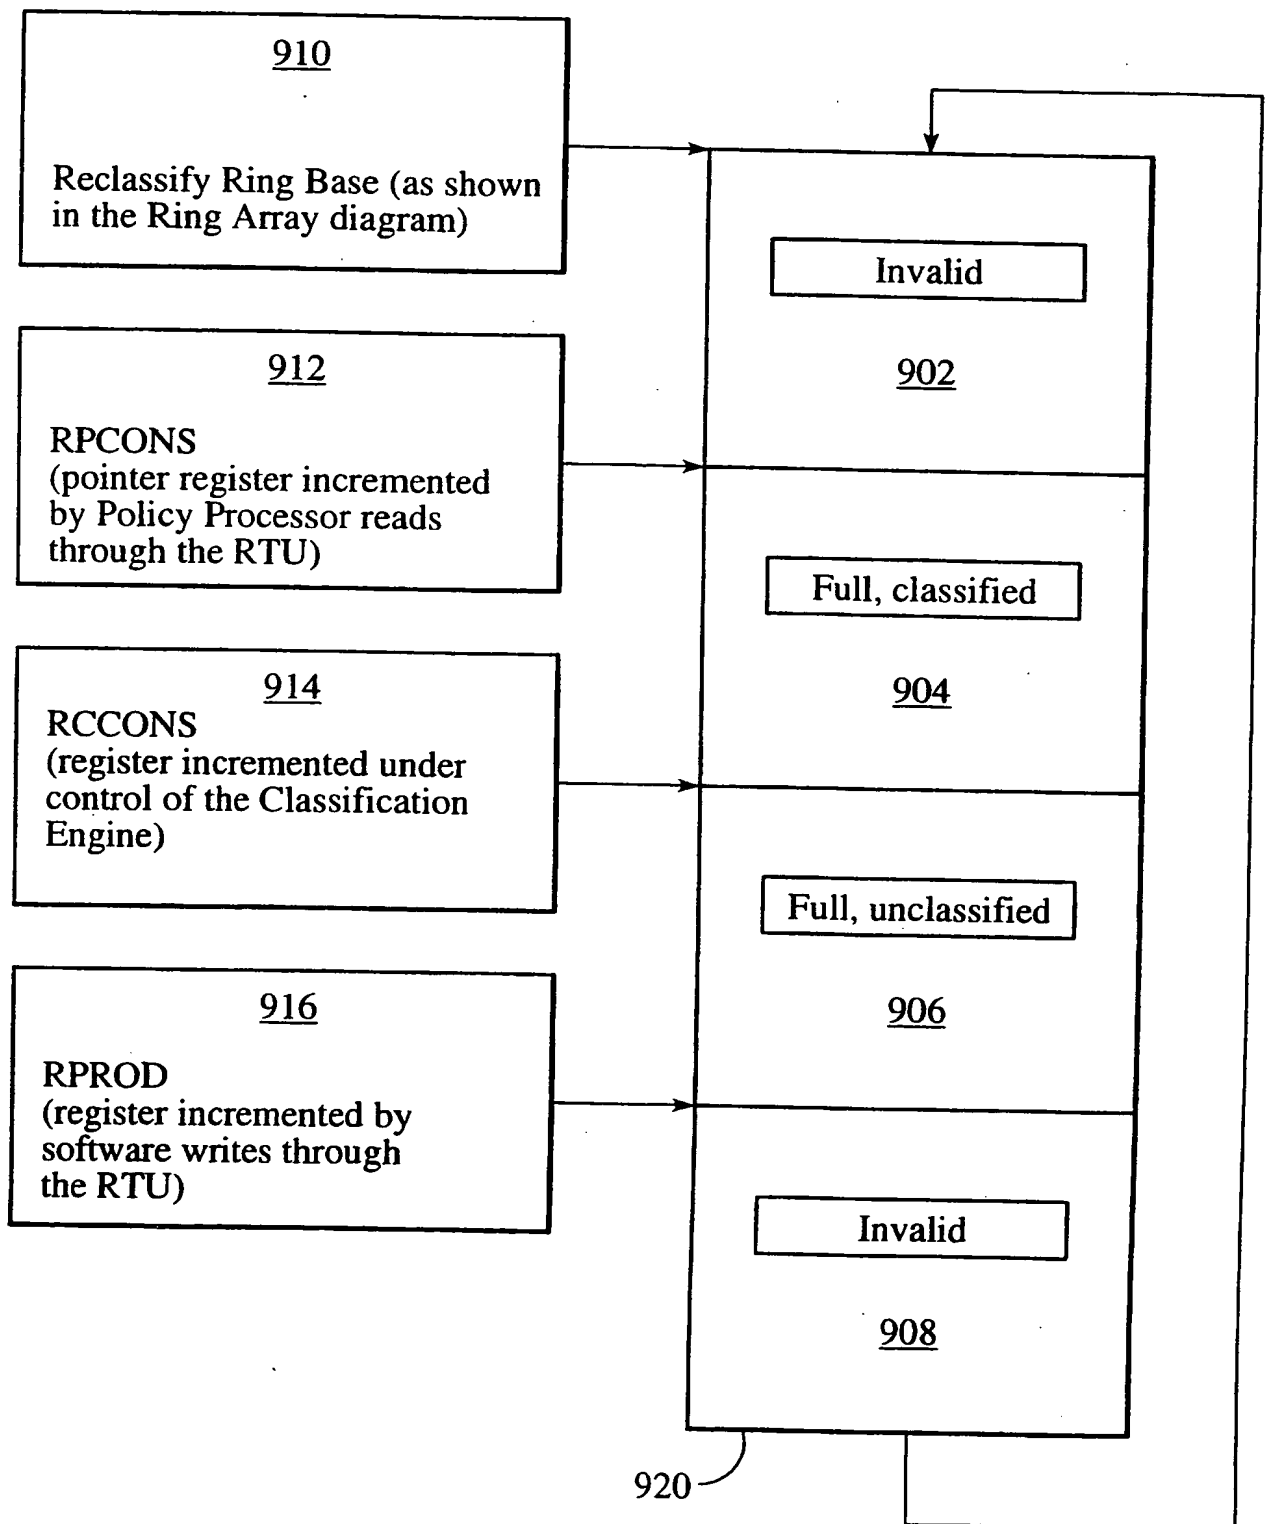 910
Reclassify Ring Base (as shown
in the Ring Array diagram)
Invalid
902
912
RPCONS
(pointer register incremented
by Policy Processor reads
through the RTU)
Full, classified
904
914
RCCONS
(register incremented under
control of the Classification
Engine)
Full, unclassified
906
916
RPROD
(register incremented by
software writes through
the RTU)
Invalid
908
920